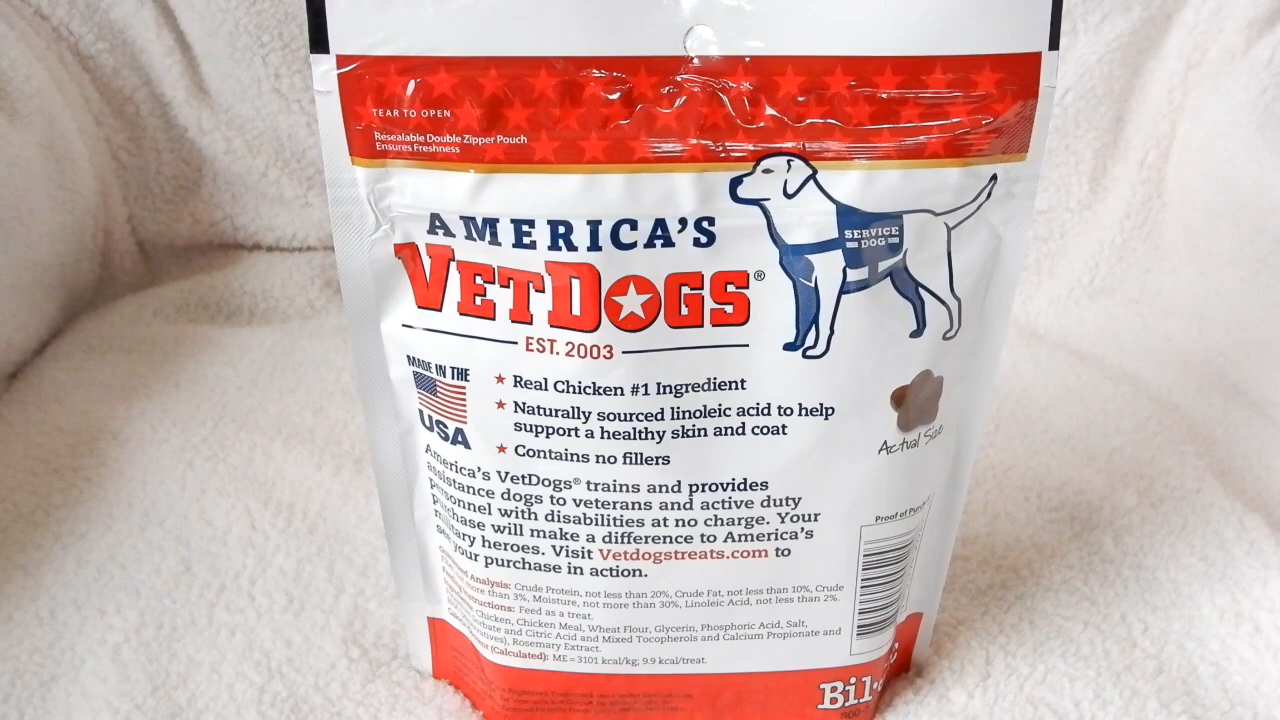 TEAR TO OPEN
Resealable Double Zipper Pouch
Ensures Freshness
AMERICA'S
VETDOGS®
EST. 2003
SERVICE
DOG
MADE IN THE
USA
Real Chicken #1 Ingredient
Naturally sourced linoleic acid to help
support a healthy skin and coat
Contains no fillers
Actual Size
America's VetDogs® trains and provides
assistance dogs to veterans and active duty
personnel with disabilities at no charge. Your
purchase will make a difference to America's
military heroes. Visit Vetdogstreats.com to
see your purchase in action.
Proof of
Analysis: Crude Protein, not less than 20%, Crude Fat, not less than 10%, Crude
more than 3%, Moisture, not more than 30%, Linoleic Acid, not less than 2%.
Instructions: Feed as a treat.
Chicken, Chicken Meal, Wheat Flour, Glycerin, Phosphoric Acid, Salt,
and Citric Acid and Mixed Tocopherols and Calcium Propionate and
Rosemary Extract.
(Calculated): ME=3101 kcal/kg; 9.9 kcal/treat.
Bil
800